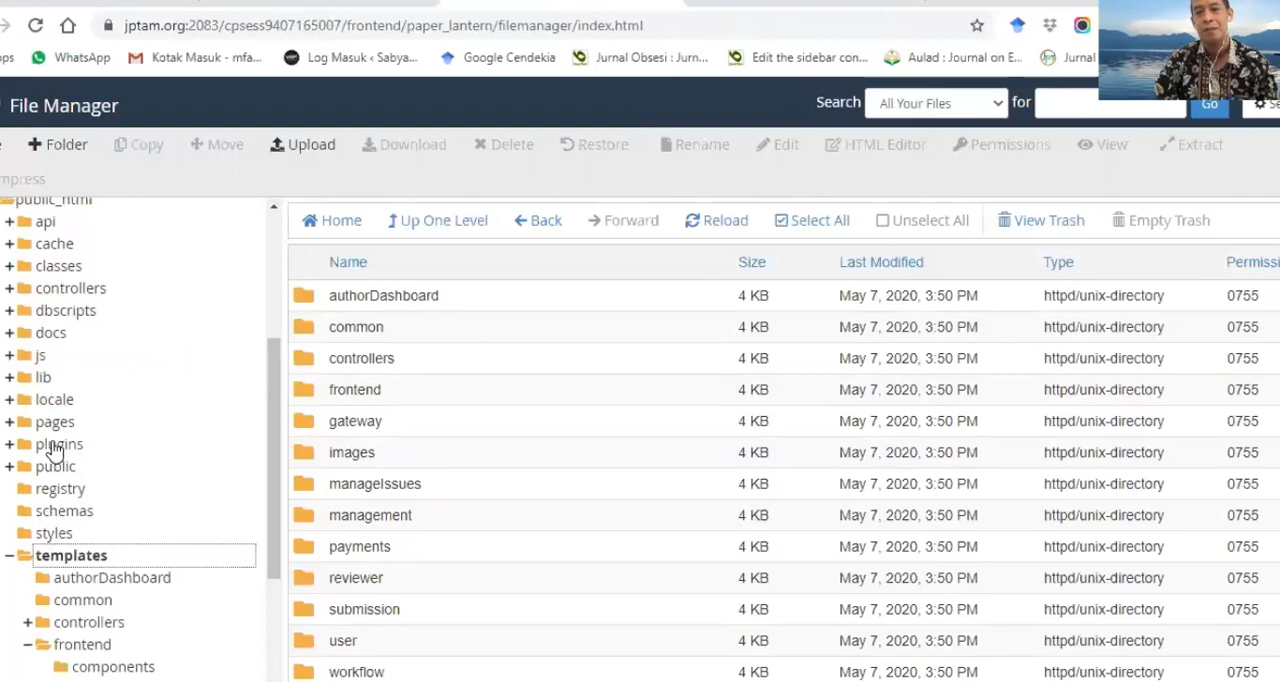 jptam.org:2083/cpsess9407165007/frontend/paper_lantern/filemanager/index.html
ps WhatsApp Kotak Masuk - mfa... Log Masuk ‹ Sabya... Google Cendekia Jurnal Obsesi : Jurn... Edit the sidebar con... Aulad : Journal on E... Jurnal
File Manager Search All Your Files for Go Se
e Folder Copy Move Upload Download Delete Restore Rename Edit HTML Editor Permissions View Extract
mpress
public_html
Home Up One Level Back Forward Reload Select All Unselect All View Trash Empty Trash
+ api
+ cache
+ classes
+ controllers
+ dbscripts
+ docs
+ js
+ lib
+ locale
+ pages
+ plugins
+ public
registry
schemas
styles
− templates
authorDashboard
common
+ controllers
− frontend
components
Name Size Last Modified Type Permissi
authorDashboard 4 KB May 7, 2020, 3:50 PM httpd/unix-directory 0755
common 4 KB May 7, 2020, 3:50 PM httpd/unix-directory 0755
controllers 4 KB May 7, 2020, 3:50 PM httpd/unix-directory 0755
frontend 4 KB May 7, 2020, 3:50 PM httpd/unix-directory 0755
gateway 4 KB May 7, 2020, 3:50 PM httpd/unix-directory 0755
images 4 KB May 7, 2020, 3:50 PM httpd/unix-directory 0755
manageIssues 4 KB May 7, 2020, 3:50 PM httpd/unix-directory 0755
management 4 KB May 7, 2020, 3:50 PM httpd/unix-directory 0755
payments 4 KB May 7, 2020, 3:50 PM httpd/unix-directory 0755
reviewer 4 KB May 7, 2020, 3:50 PM httpd/unix-directory 0755
submission 4 KB May 7, 2020, 3:50 PM httpd/unix-directory 0755
user 4 KB May 7, 2020, 3:50 PM httpd/unix-directory 0755
workflow 4 KB May 7, 2020, 3:50 PM httpd/unix-directory 0755